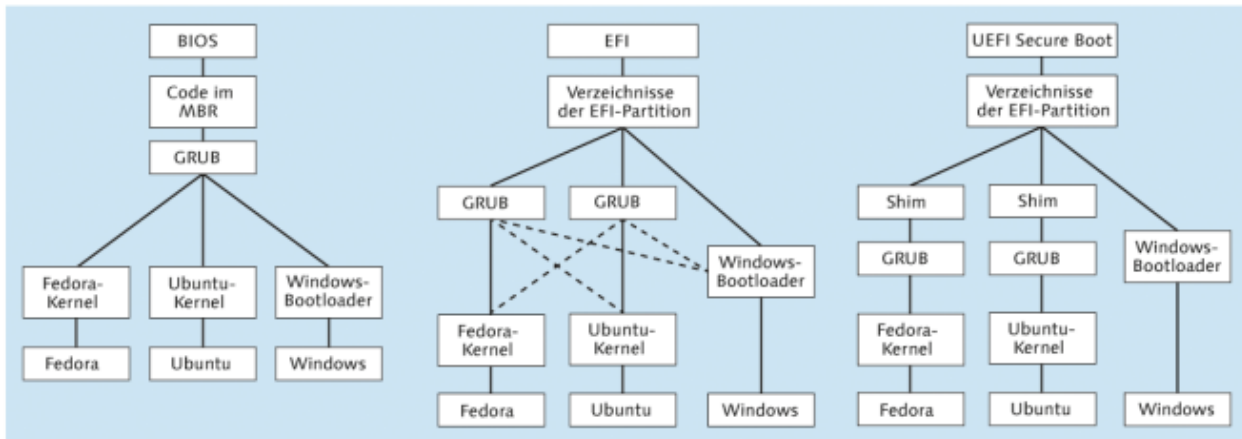 BIOS
Code im
MBR
GRUB
Fedora-
Kernel
Ubuntu-
Kernel
Windows-
Bootloader
Fedora
Ubuntu
Windows
EFI
Verzeichnisse
der EFI-Partition
GRUB
GRUB
Windows-
Bootloader
Fedora-
Kernel
Ubuntu-
Kernel
Fedora
Ubuntu
Windows
UEFI Secure Boot
Verzeichnisse
der EFI-Partition
Shim
Shim
GRUB
GRUB
Windows-
Bootloader
Fedora-
Kernel
Ubuntu-
Kernel
Fedora
Ubuntu
Windows